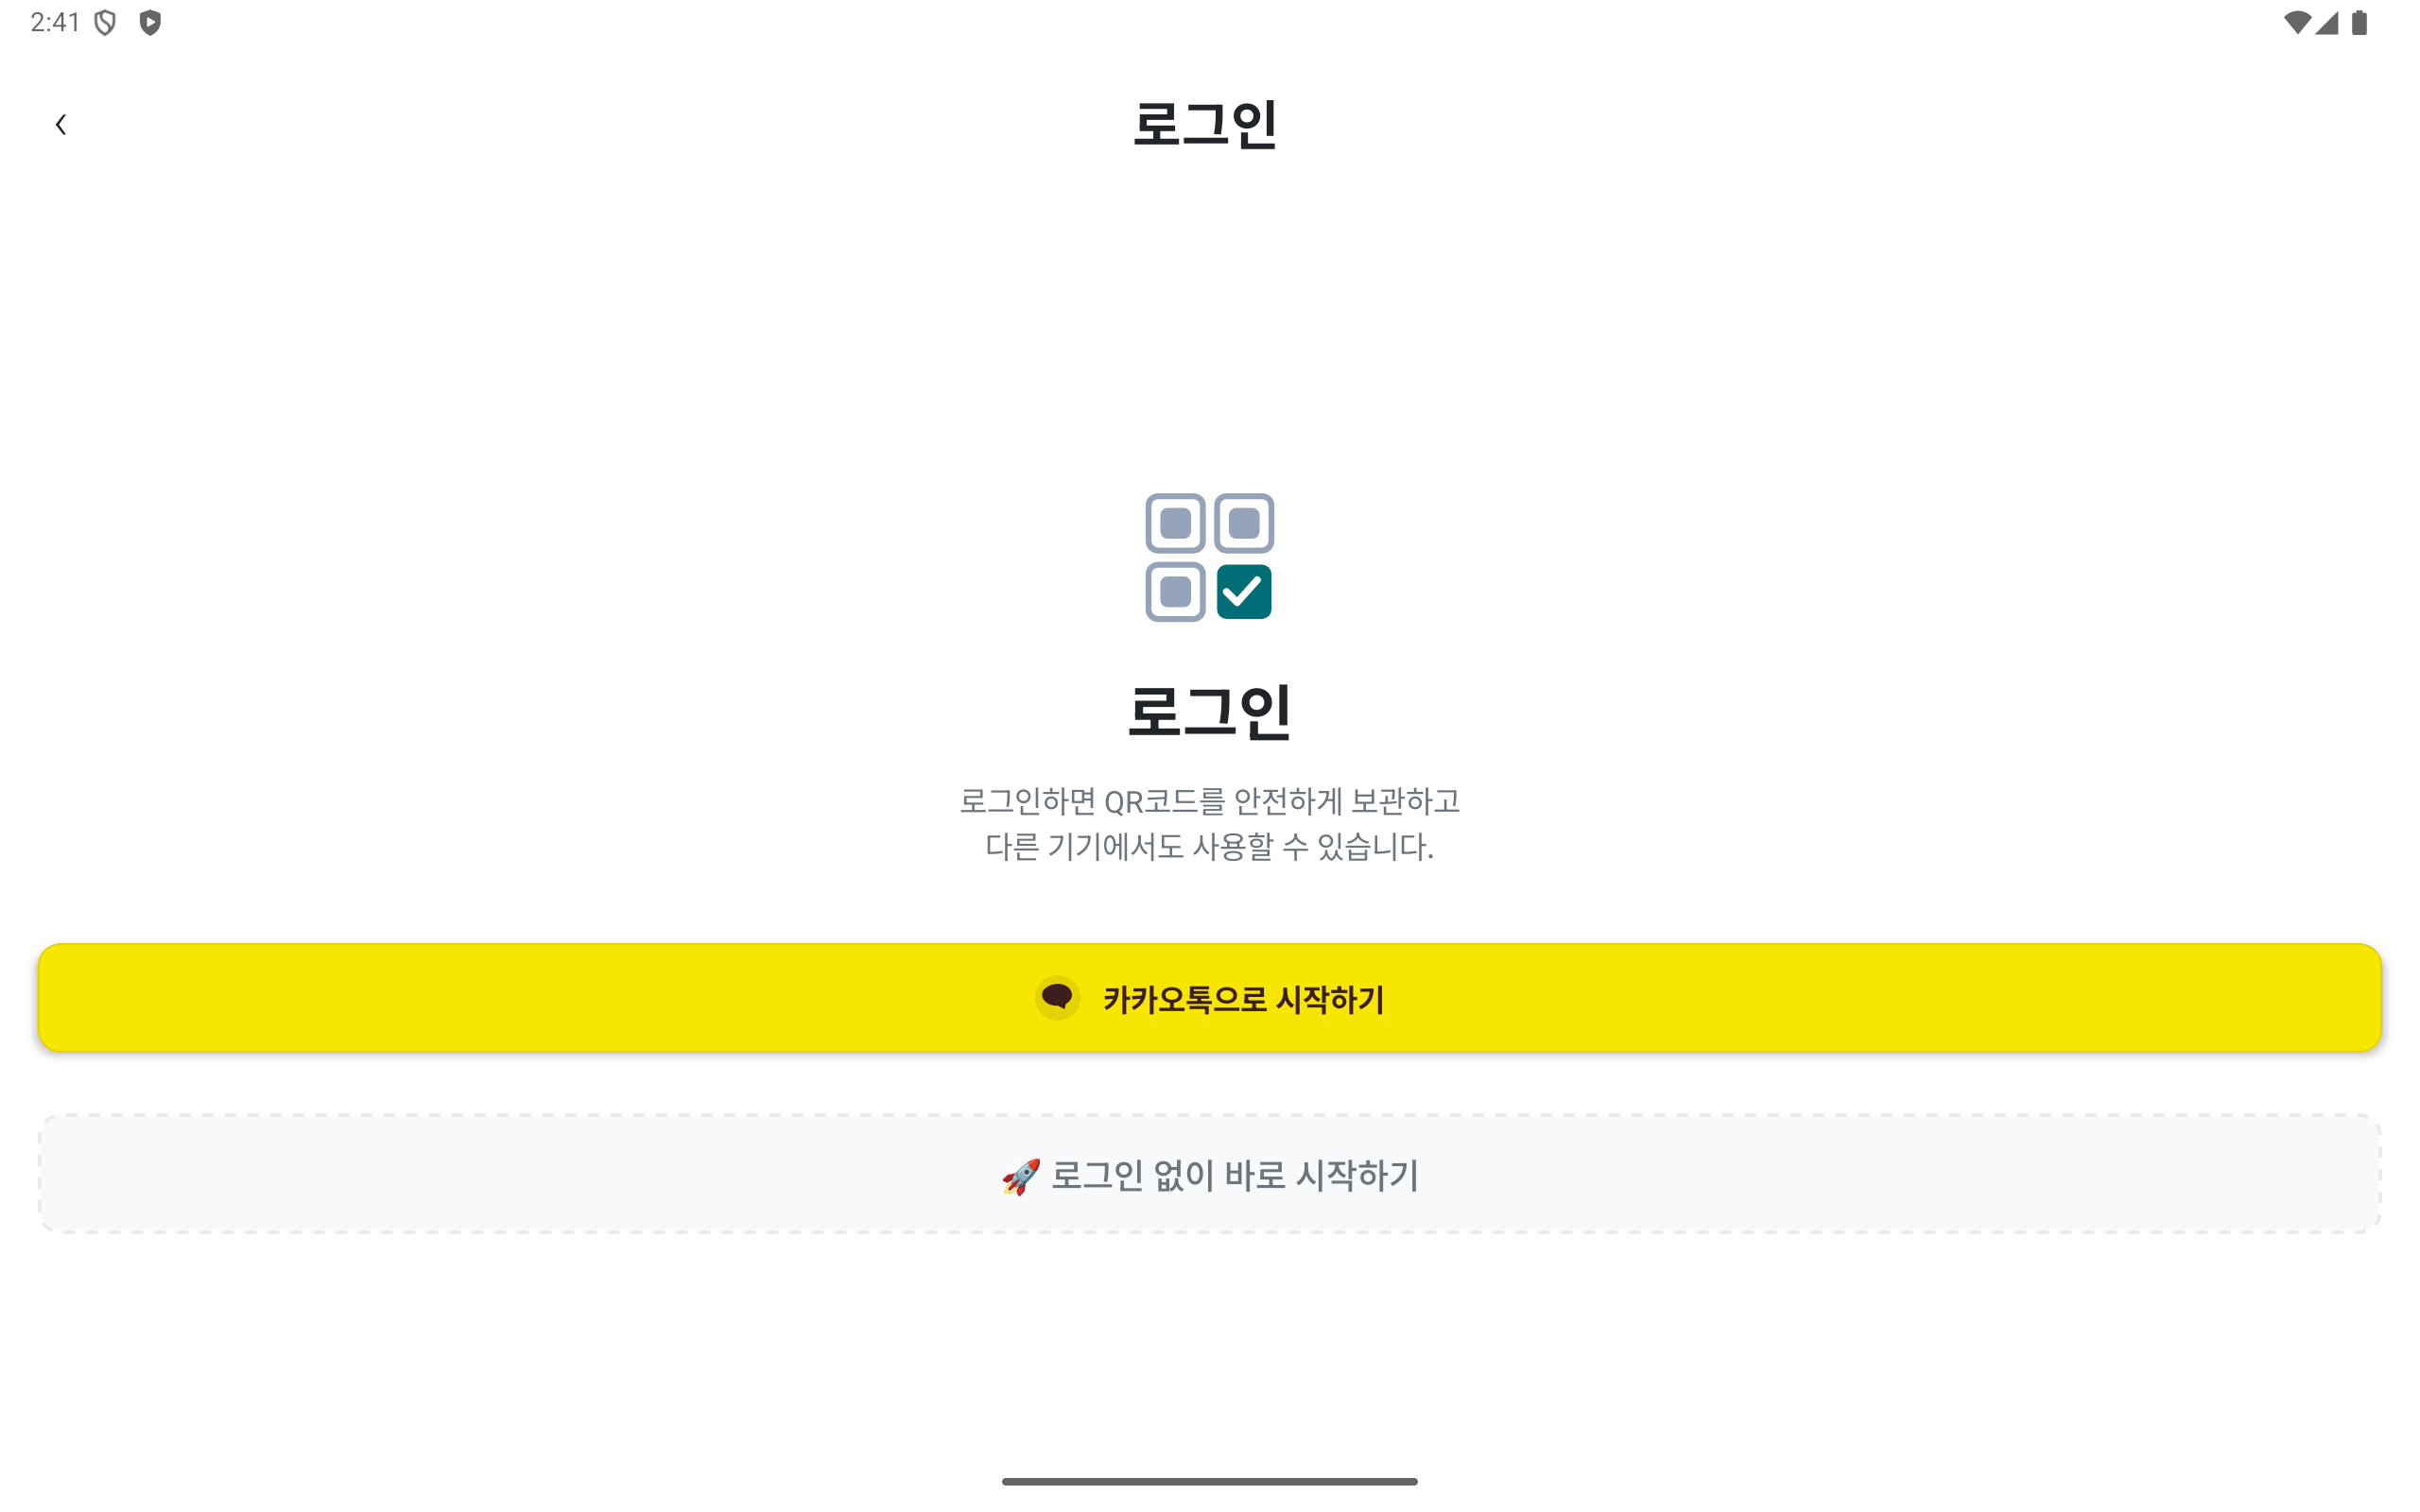 2:41
로그인
로그인
로그인하면 QR코드를 안전하게 보관하고
다른 기기에서도 사용할 수 있습니다.
카카오톡으로 시작하기
🚀 로그인 없이 바로 시작하기